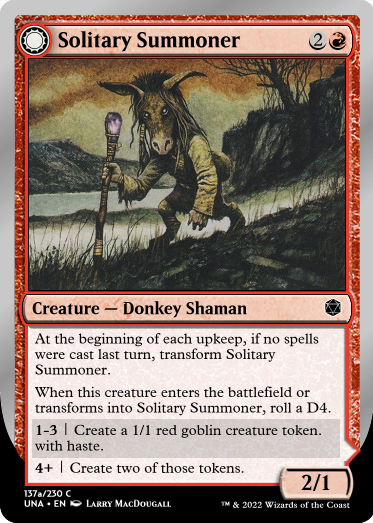 Solitary Summoner 2
Creature — Donkey Shaman
At the beginning of each upkeep, if no spells
were cast last turn, transform Solitary
Summoner.
When this creature enters the battlefield or
transforms into Solitary Summoner, roll a D4.
1-3 | Create a 1/1 red goblin creature token.
with haste.
4+ | Create two of those tokens.
2/1
137a/230 C
UNA • EN Larry MacDougall
™ & 2022 Wizards of the Coast